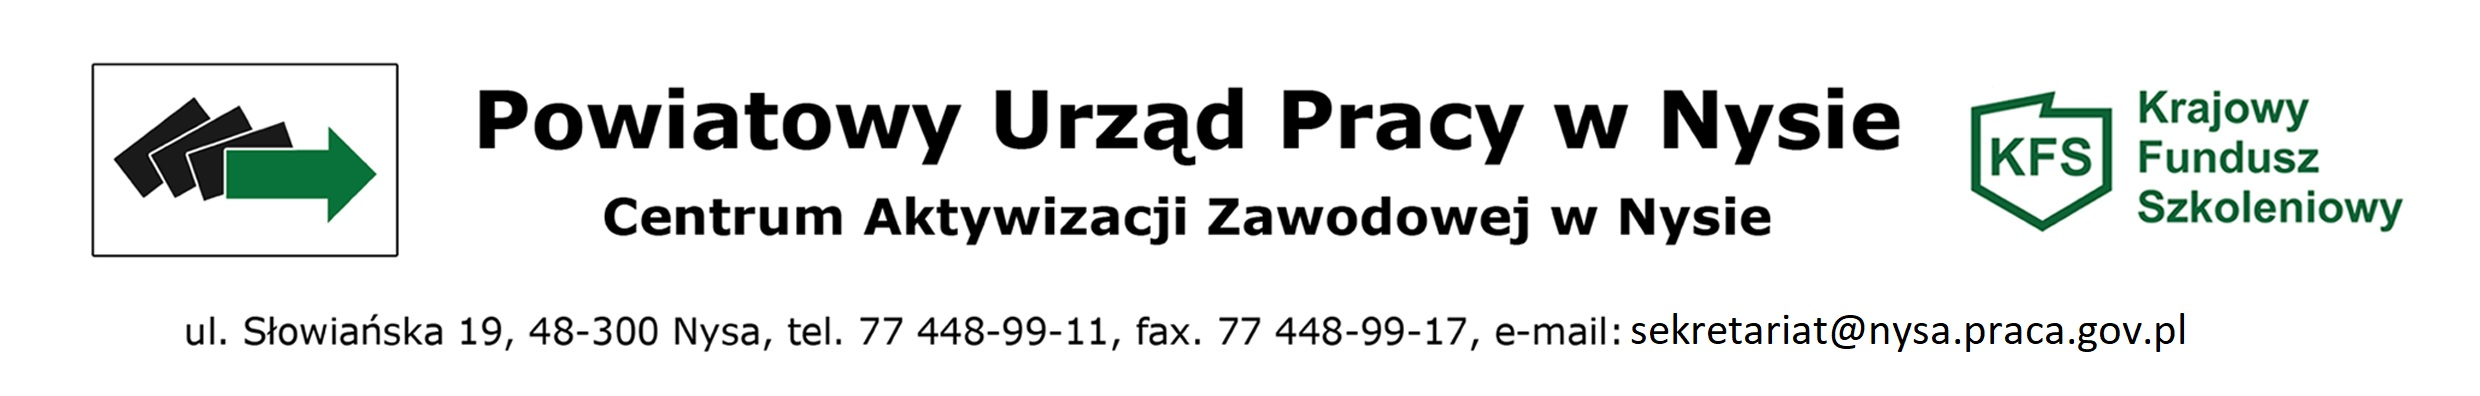 Powiatowy Urząd Pracy w Nysie
Centrum Aktywizacji Zawodowej w Nysie
KFS
Krajowy
Fundusz
Szkoleniowy
ul. Słowiańska 19, 48-300 Nysa, tel. 77 448-99-11, fax. 77 448-99-17, e-mail: sekretariat@nysa.praca.gov.pl